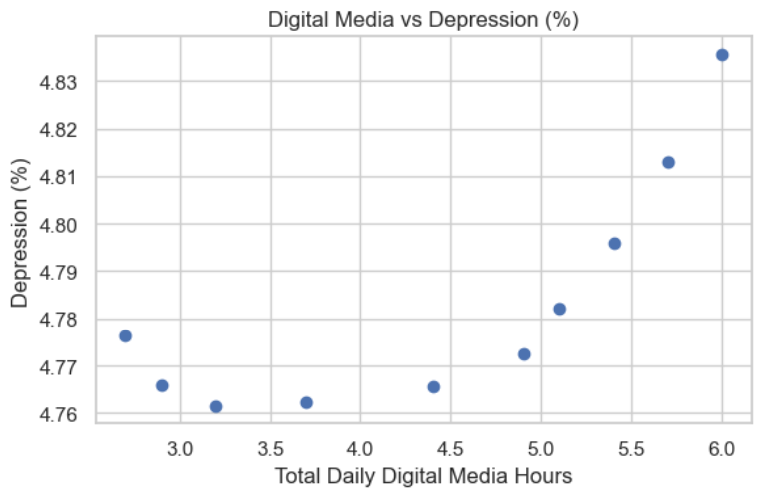 Digital Media vs Depression (%)
Depression (%)
4.83
4.82
4.81
4.80
4.79
4.78
4.77
4.76
3.0 3.5 4.0 4.5 5.0 5.5 6.0
Total Daily Digital Media Hours